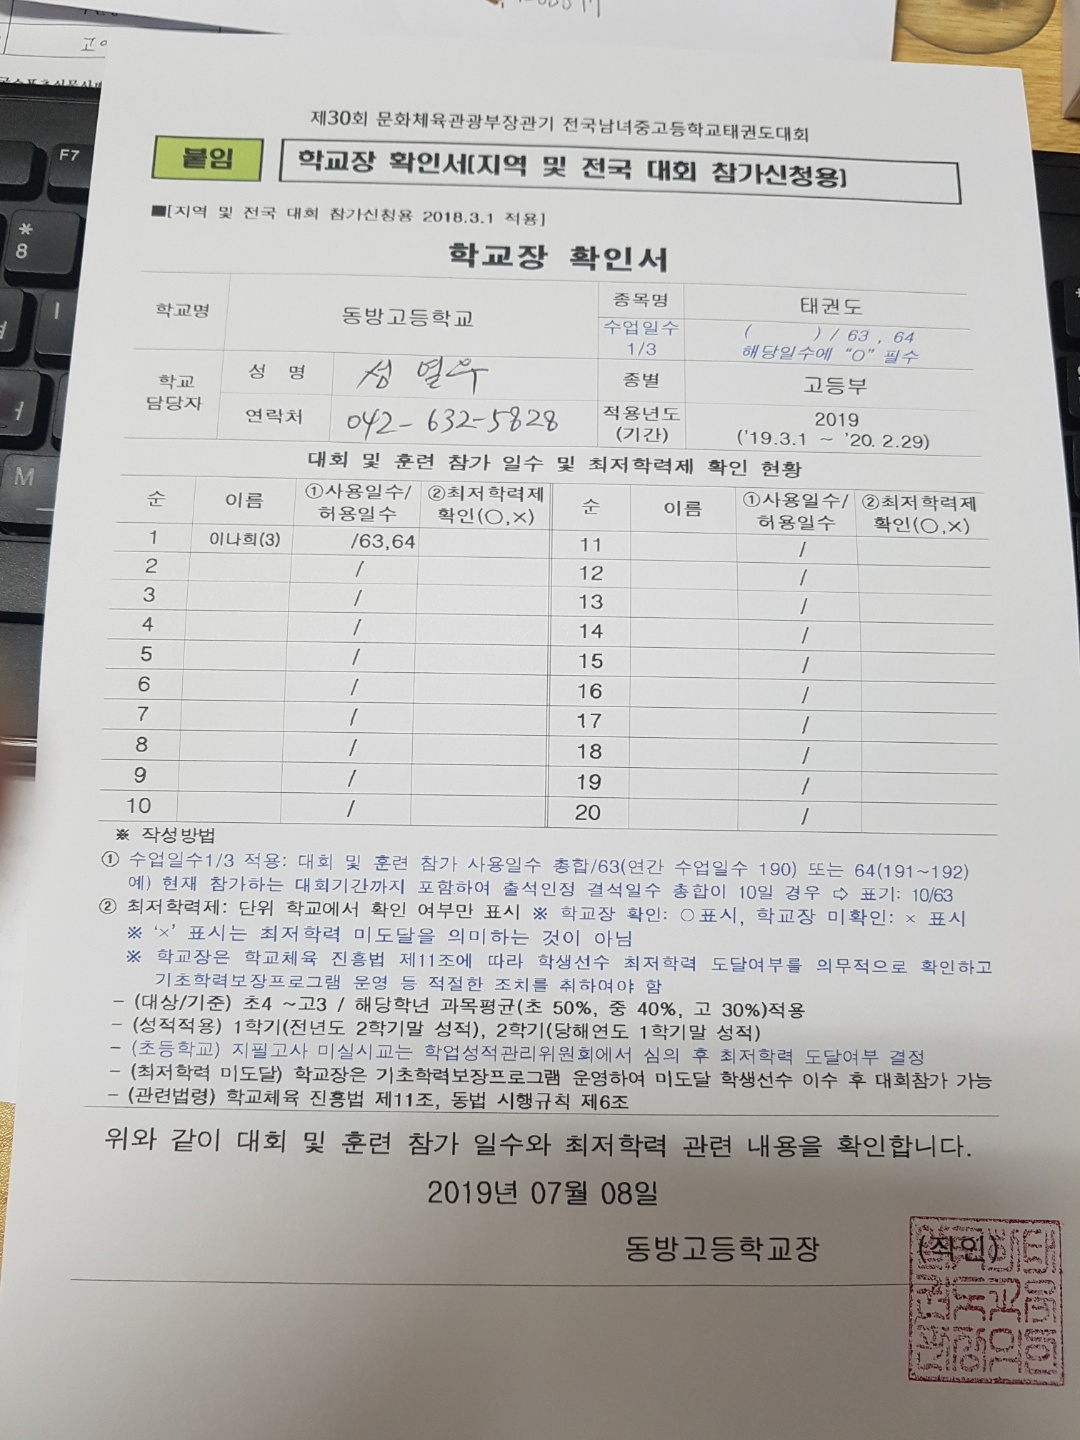 F7
*
8
M
제30회 문화체육관광부장관기 전국남녀중고등학교태권도대회
붙임
학교장 확인서(지역 및 전국 대회 참가신청용)
■[지역 및 전국 대회 참가신청용 2018.3.1 적용]
학교장 확인서
학교명 동방고등학교 종목명 태권도
수업일수 1/3 ( ) / 63 , 64
해당일수에 “O” 필수
학교 담당자 성 명 성열우 종별 고등부
연락처 042-632-5828 적용년도 (기간) 2019
('19.3.1 ~ '20.2.29)
대회 및 훈련 참가 일수 및 최저학력제 확인 현황
순 이름 ①사용일수/허용일수 ②최저학력제 확인(○,×) 순 이름 ①사용일수/허용일수 ②최저학력제 확인(○,×)
1 이나희(3) /63,64 11 /
2 / 12 /
3 / 13 /
4 / 14 /
5 / 15 /
6 / 16 /
7 / 17 /
8 / 18 /
9 / 19 /
10 / 20 /
※ 작성방법
① 수업일수1/3 적용: 대회 및 훈련 참가 사용일수 총합/63(연간 수업일수 190) 또는 64(191~192)
예) 현재 참가하는 대회기간까지 포함하여 출석인정 결석일수 총합이 10일 경우 ⇨ 표기: 10/63
② 최저학력제: 단위 학교에서 확인 여부만 표시 ※ 학교장 확인: ○표시, 학교장 미확인: × 표시
※ '×' 표시는 최저학력 미도달을 의미하는 것이 아님
※ 학교장은 학교체육 진흥법 제11조에 따라 학생선수 최저학력 도달여부를 의무적으로 확인하고
기초학력보장프로그램 운영 등 적절한 조치를 취하여야 함
- (대상/기준) 초4 ~고3 / 해당학년 과목평균(초 50%, 중 40%, 고 30%)적용
- (성적적용) 1학기(전년도 2학기말 성적), 2학기(당해연도 1학기말 성적)
- (초등학교) 지필고사 미실시교는 학업성적관리위원회에서 심의 후 최저학력 도달여부 결정
- (최저학력 미도달) 학교장은 기초학력보장프로그램 운영하여 미도달 학생선수 이수 후 대회참가 가능
- (관련법령) 학교체육 진흥법 제11조, 동법 시행규칙 제6조
위와 같이 대회 및 훈련 참가 일수와 최저학력 관련 내용을 확인합니다.
2019년 07월 08일
동방고등학교장 (직인)